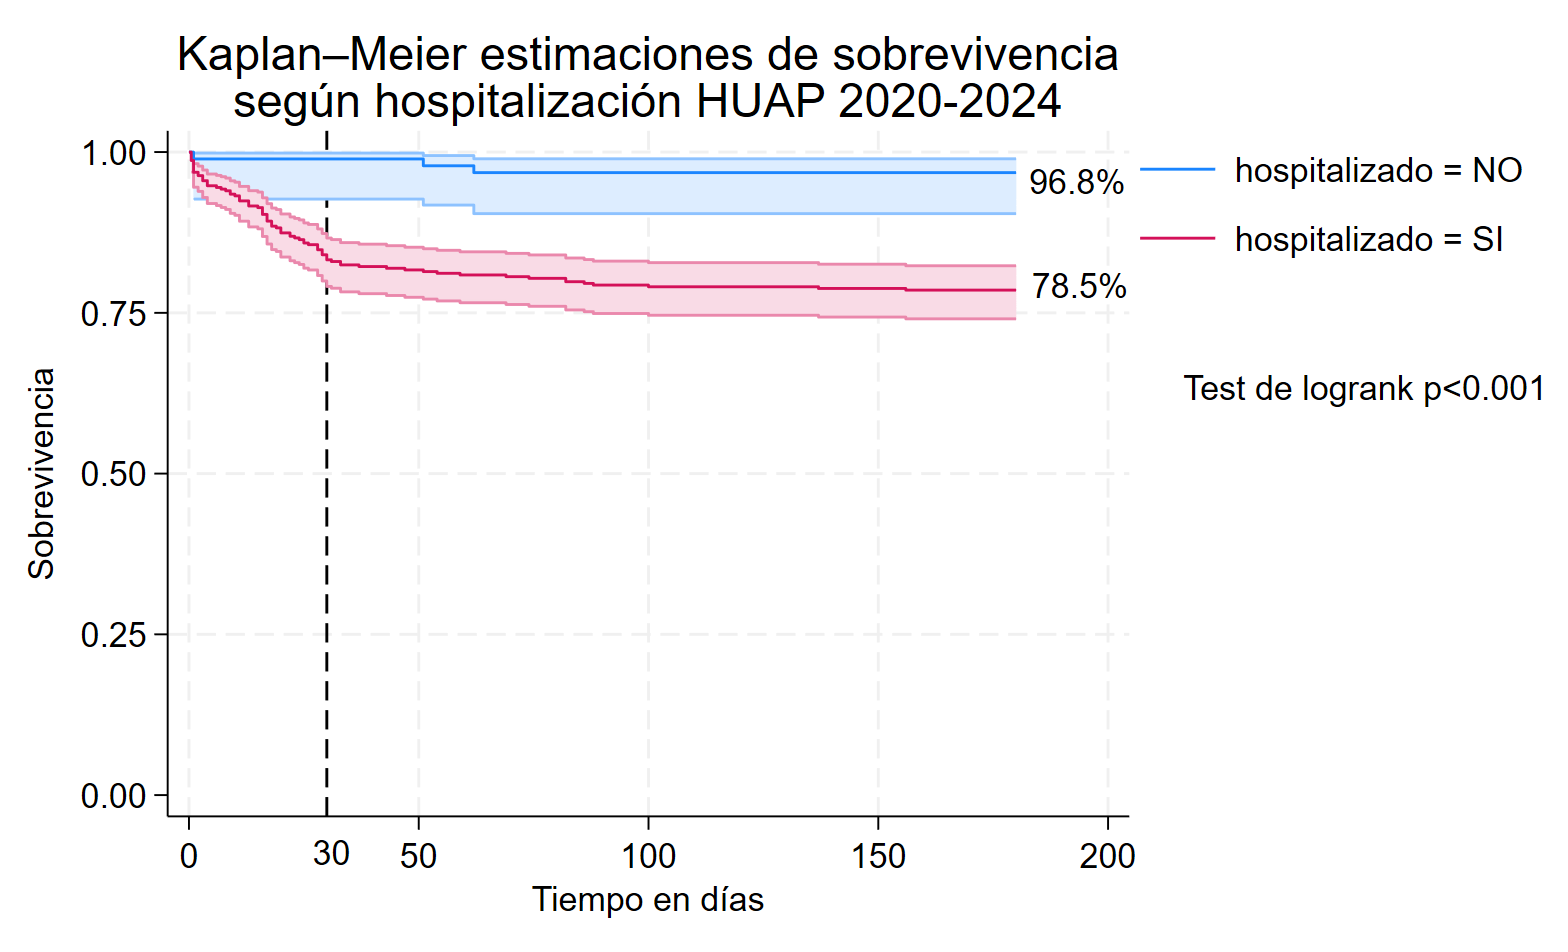 Kaplan–Meier estimaciones de sobrevivencia
según hospitalización HUAP 2020-2024
1.00
0.75
0.50
0.25
0.00
Sobrevivencia
96.8%
78.5%
hospitalizado = NO
hospitalizado = SI
Test de logrank p<0.001
0
30
50
100
150
200
Tiempo en días